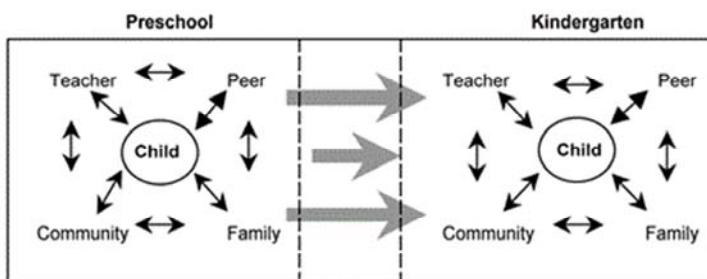 Preschool Kindergarten
Teacher Peer Teacher Peer
Child Child
Community Family Community Family